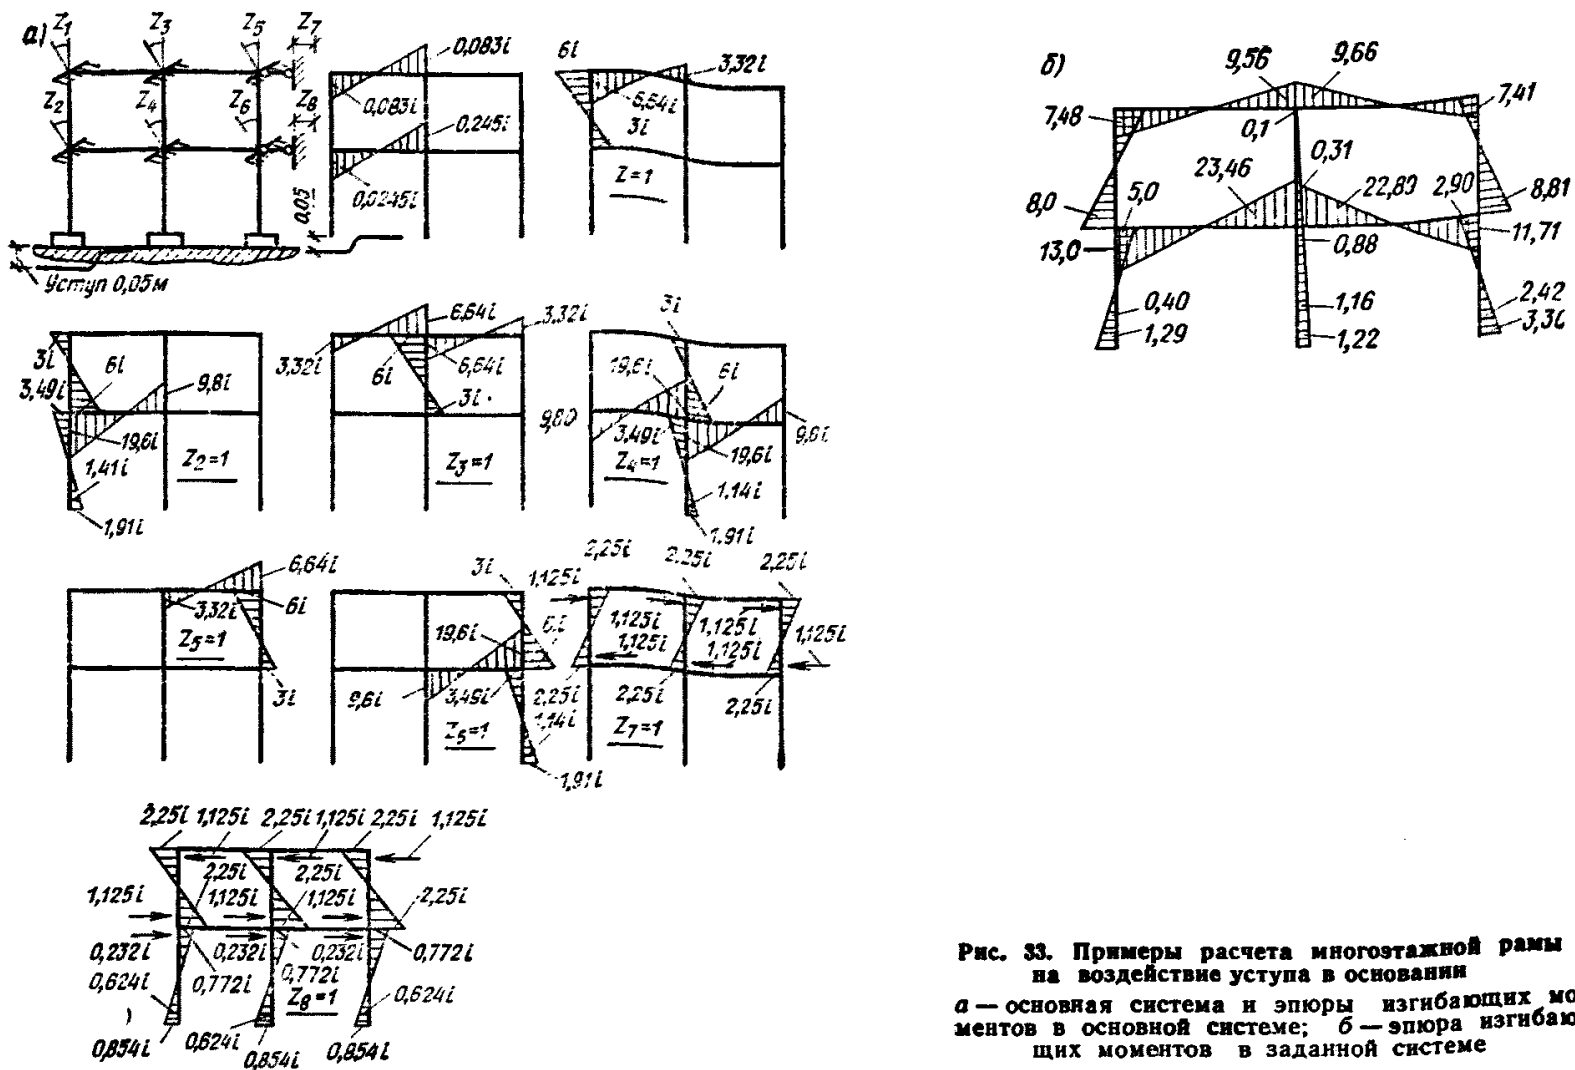 а)
Z1 Z3 Z5 Z7
Z2 Z4 Z6 Z8
Уступ 0,05м
0,05
0,083i
0,083i
0,245i
0,0245i
6i
3,32i
6,64i
3i
Z=1
б)
9,56 9,66
7,48 7,41
0,1
0,31
23,46
22,80
2,90
8,0
5,0
8,81
13,0
0,88
11,71
0,40
1,16
2,42
1,29
1,22
3i
3,49i
6i
9,8i
19,6i
1,41i
Z2=1
1,91i
6,64i
3,32i
3,32i
6i
6,64i
3i
Z3=1
3i
19,6i
6i
9,80
3,49i
9,6i
19,6i
Z4=1
1,14i
1,91i
6,64i
3,32i
6i
Z5=1
3i
3i
19,6i
6i
9,6i
3,49i
1,14i
Z6=1
1,91i
2,25i 2,25i 2,25i
1,125i
1,125i 1,125i 1,125i
1,125i 1,125i
2,25i 2,25i 2,25i
Z7=1
2,25i 1,125i 2,25i 1,125i 2,25i 1,125i
2,25i 2,25i
1,125i 1,125i 1,125i 2,25i
0,232i 0,232i 0,232i 0,772i
0,624i 0,772i 0,772i 0,624i
Z8=1
0,854i 0,624i 0,854i 0,854i
Рис. 33. Примеры расчета многоэтажной рамы
на воздействие уступа в основании
а — основная система и эпюры изгибающих мо
ментов в основной системе; б — эпюра изгибаю
щих моментов в заданной системе